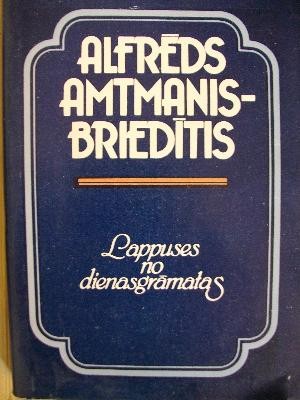 ALFRĒDS
AMTMANIS-
BRIEDĪTIS
Lappuses
no
dienasgrāmatas